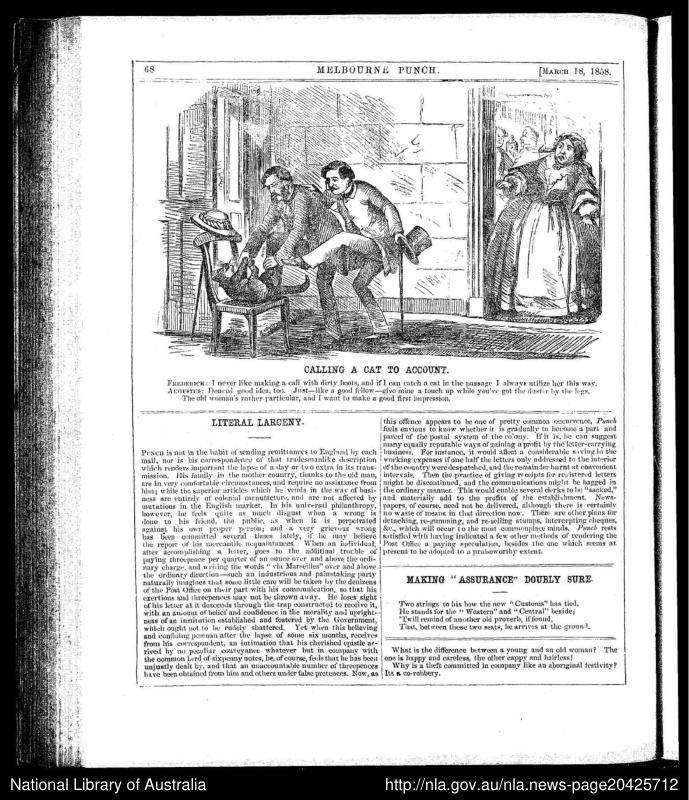 68
MELBOURNE PUNCH.
[MARCH 18, 1858.
CALLING A CAT TO ACCOUNT.
FREDERICK: I never like making a call with dirty boots, and if I can catch a cat in the passage I always utilize her this way.
AUGUSTUS: Deuced good idea, too. Just—like a good fellow—give mine a touch up while you've got the duster by the legs.
The old woman's rather particular, and I want to make a good first impression.
LITERAL LARCENY.
PUNCH is not in the habit of sending remittances to England by each
mail, nor is his correspondence of that tradesmanlike description
which renders important the lapse of a day or two extra in its trans-
mission. His family in the mother country, thanks to the old man,
are in very comfortable circumstances, and require no assistance from
him; while the superior articles which he vends in the way of busi-
ness are entirely of colonial manufacture, and are not affected by
mutations in the English market. In his universal philanthropy,
however, he feels quite as much disgust when a wrong is
done to his friend, the public, as when it is perpetrated
against his own proper person; and a very grievous wrong
has been committed several times lately, if he may believe
the report of his mercantile acquaintances. When an individual,
after accomplishing a letter, goes to the additional trouble of
paying threepence per quarter of an ounce over and above the ordi-
nary charge, and writing the words "via Marseilles" over and above
the ordinary direction—such an industrious and painstaking party
naturally imagines that some little care will be taken by the denizens
of the Post Office on their part with his communication, so that his
exertions and threepences may not be thrown away. He loses sight
of his letter as it descends through the trap constructed to receive it,
with an amount of belief and confidence in the morality and upright-
ness of an institution established and fostered by the Government,
which ought not to be rudely shattered. Yet when this believing
and confiding penman after the lapse of some six months, receives
from his correspondent, an intimation that his cherished epistle ar-
rived by no peculiar conveyance whatever but in company with
the common herd of sixpenny notes, he, of course, feels that he has been
unjustly dealt by, and that an unaccountable number of threepences
have been obtained from him and others under false pretences. Now, as
this offence appears to be one of pretty common occurrence, Punch
feels envious to know whether it is gradually to become a part and
parcel of the postal system of the colony. If it is, he can suggest
many equally reputable ways of gaining a profit by the letter-carrying
business. For instance, it would affect a considerable saving in the
working expenses if one half the letters only addressed to the interior
of the country were despatched, and the remainder burnt at convenient
intervals. Then the practice of giving receipts for registered letters
might be discontinued, and the communications might be bagged in
the ordinary manner. This would enable several clerks to be "sacked,"
and materially add to the profits of the establishment. News-
papers, of course, need not be delivered, although there is certainly
no waste of means in that direction now. There are other plans for
detaching, re-gumming, and re-selling stamps, intercepting cheques,
&c., which will occur to the most commonplace minds. Punch rests
satisfied with having indicated a few other methods of rendering the
Post Office a paying speculation, besides the one which seems at
present to be adopted to a praiseworthy extent.
MAKING "ASSURANCE" DOUBLY SURE.
Two strings to his bow the new "Customs" has tied,
He stands for the "Western" and "Central" beside;
'Twill remind of another old proverb, if found,
That, between these two seats, he arrives at the ground.
What is the difference between a young and an old woman? The
one is happy and careless, the other cappy and hairless!
Why is a theft committed in company like an aboriginal festivity?
Its a co-robbery.
National Library of Australia
http://nla.gov.au/nla.news-page20425712